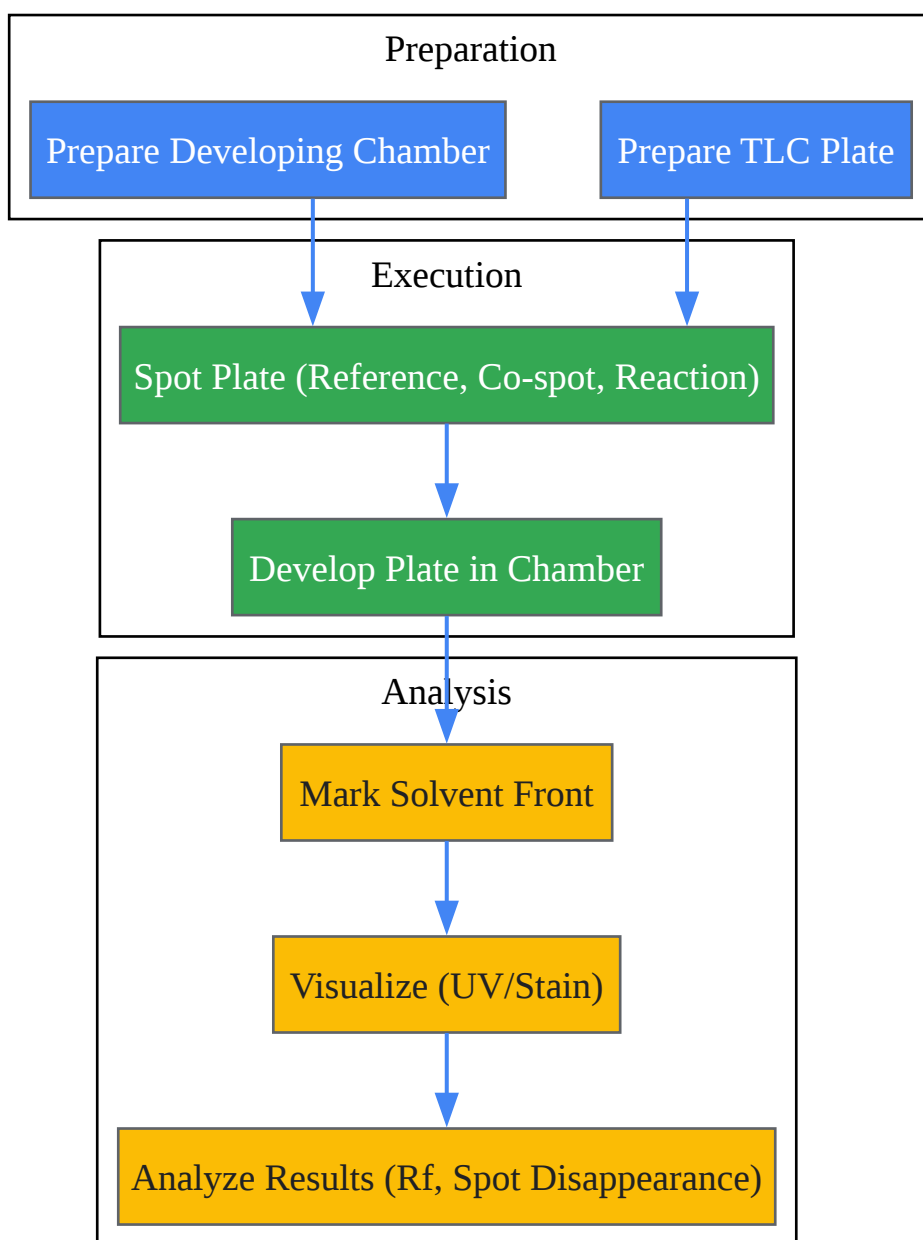 Preparation
Prepare Developing Chamber
Prepare TLC Plate
Execution
Spot Plate (Reference, Co-spot, Reaction)
Develop Plate in Chamber
Analysis
Mark Solvent Front
Visualize (UV/Stain)
Analyze Results (Rf, Spot Disappearance)